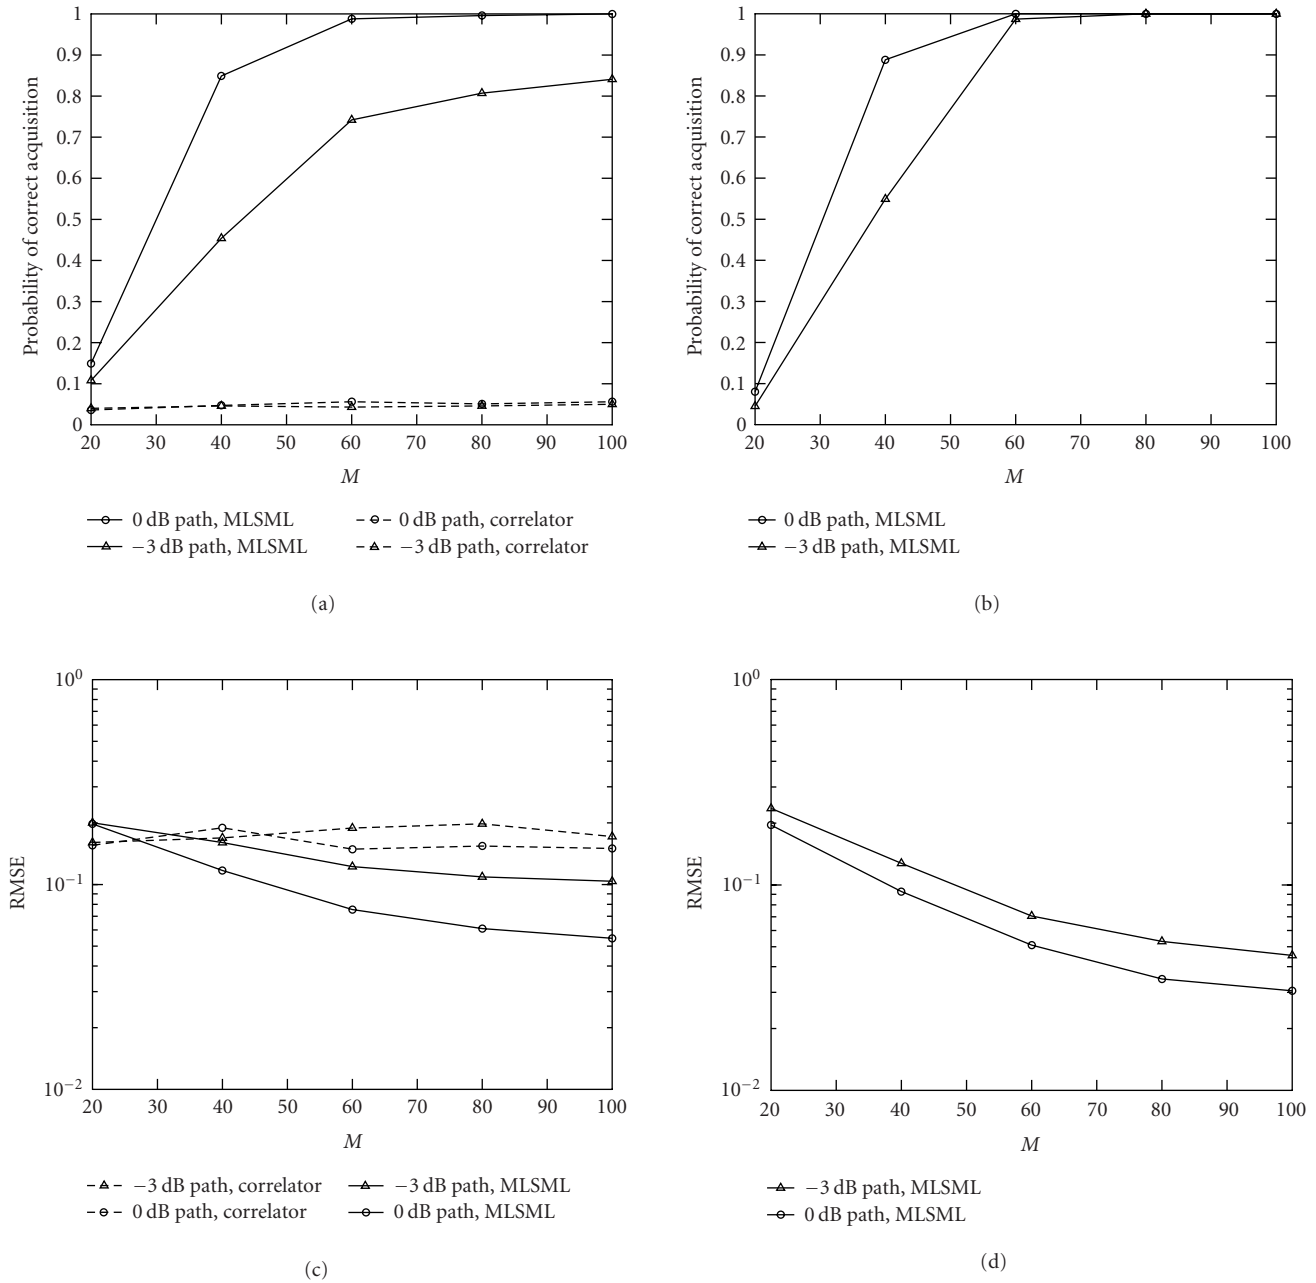 1
0.9
0.8
0.7
0.6
0.5
0.4
0.3
0.2
0.1
0
Probability of correct acquisition
20 30 40 50 60 70 80 90 100
M
0 dB path, MLSML
−3 dB path, MLSML
0 dB path, correlator
−3 dB path, correlator
(a)
1
0.9
0.8
0.7
0.6
0.5
0.4
0.3
0.2
0.1
0
Probability of correct acquisition
20 30 40 50 60 70 80 90 100
M
0 dB path, MLSML
−3 dB path, MLSML
(b)
10⁰
10⁻¹
10⁻²
RMSE
20 30 40 50 60 70 80 90 100
M
−3 dB path, correlator
0 dB path, correlator
−3 dB path, MLSML
0 dB path, MLSML
(c)
10⁰
10⁻¹
10⁻²
RMSE
20 30 40 50 60 70 80 90 100
M
−3 dB path, MLSML
0 dB path, MLSML
(d)